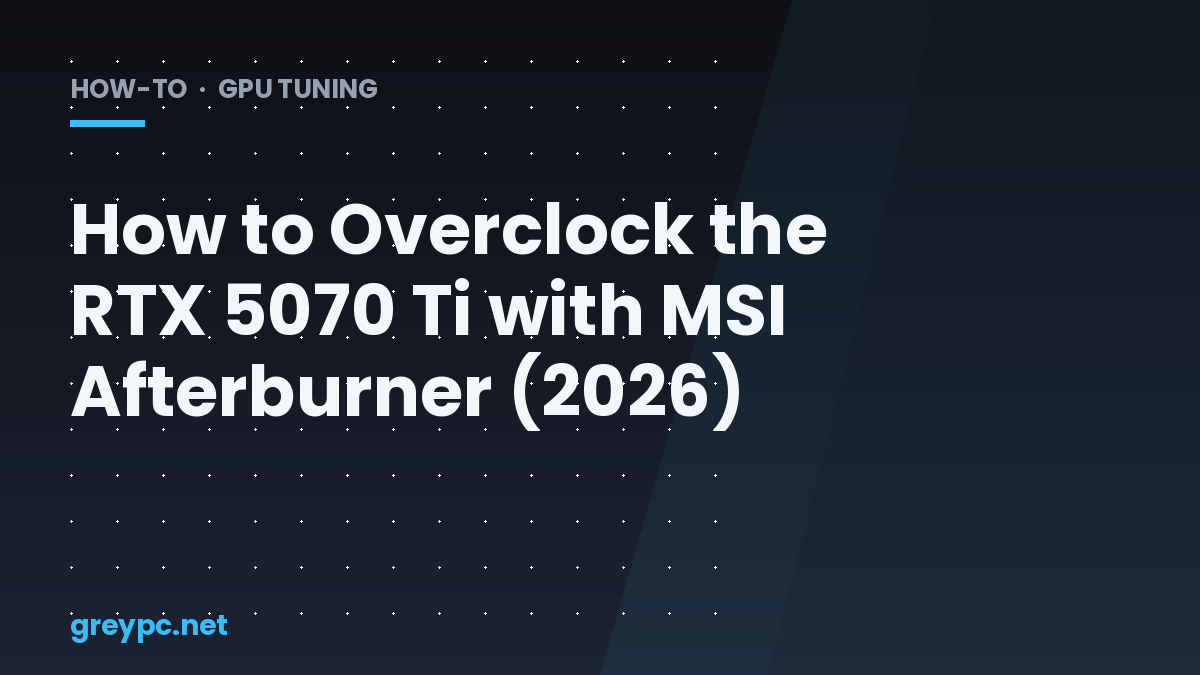 HOW-TO · GPU TUNING
How to Overclock the
RTX 5070 Ti with MSI
Afterburner (2026)
greypc.net